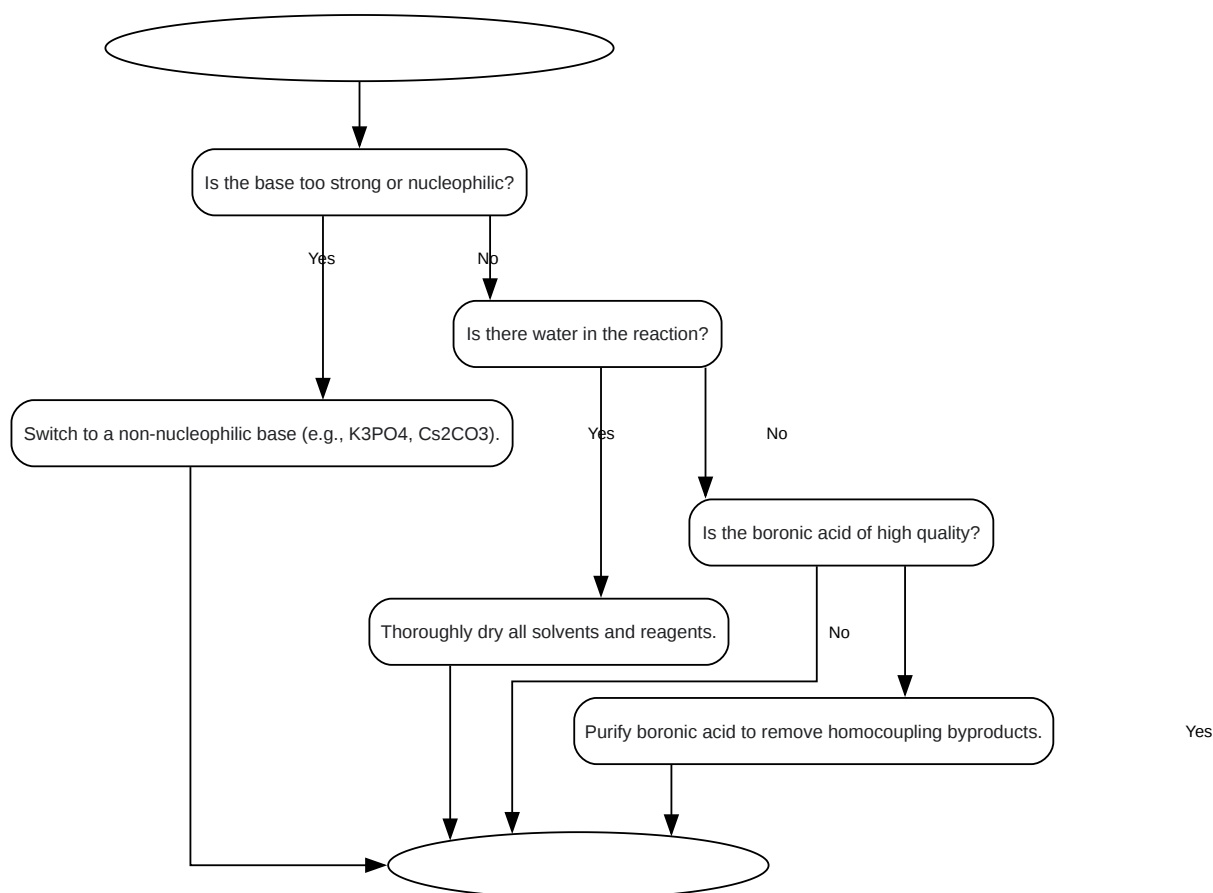 Is the base too strong or nucleophilic?
Yes
No
Is there water in the reaction?
Switch to a non-nucleophilic base (e.g., K3PO4, Cs2CO3).
Yes
No
Is the boronic acid of high quality?
Thoroughly dry all solvents and reagents.
No
Purify boronic acid to remove homocoupling byproducts.
Yes